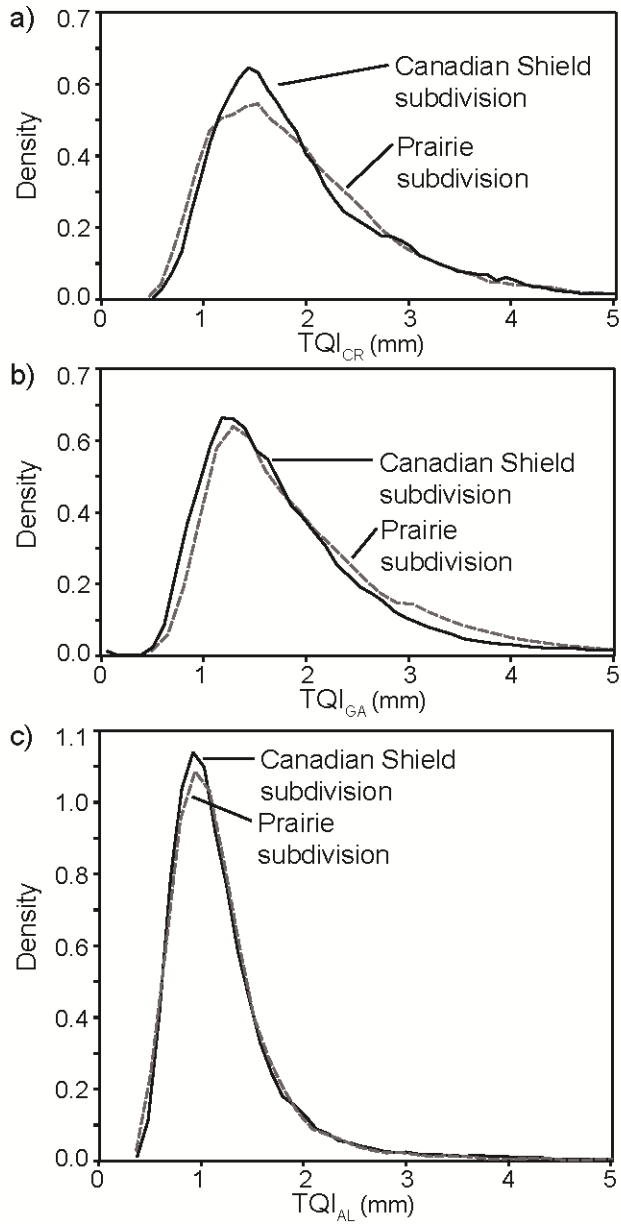 a)
0.7
0.6
0.4
0.2
0.0
Density
Canadian Shield
subdivision
Prairie
subdivision
0 1 2 3 4 5
TQI_CR (mm)
b)
0.7
0.6
0.4
0.2
0.0
Density
Canadian Shield
subdivision
Prairie
subdivision
0 1 2 3 4 5
TQI_GA (mm)
c)
1.1
1.0
0.8
0.6
0.4
0.2
0.0
Density
Canadian Shield
subdivision
Prairie
subdivision
0 1 2 3 4 5
TQI_AL (mm)